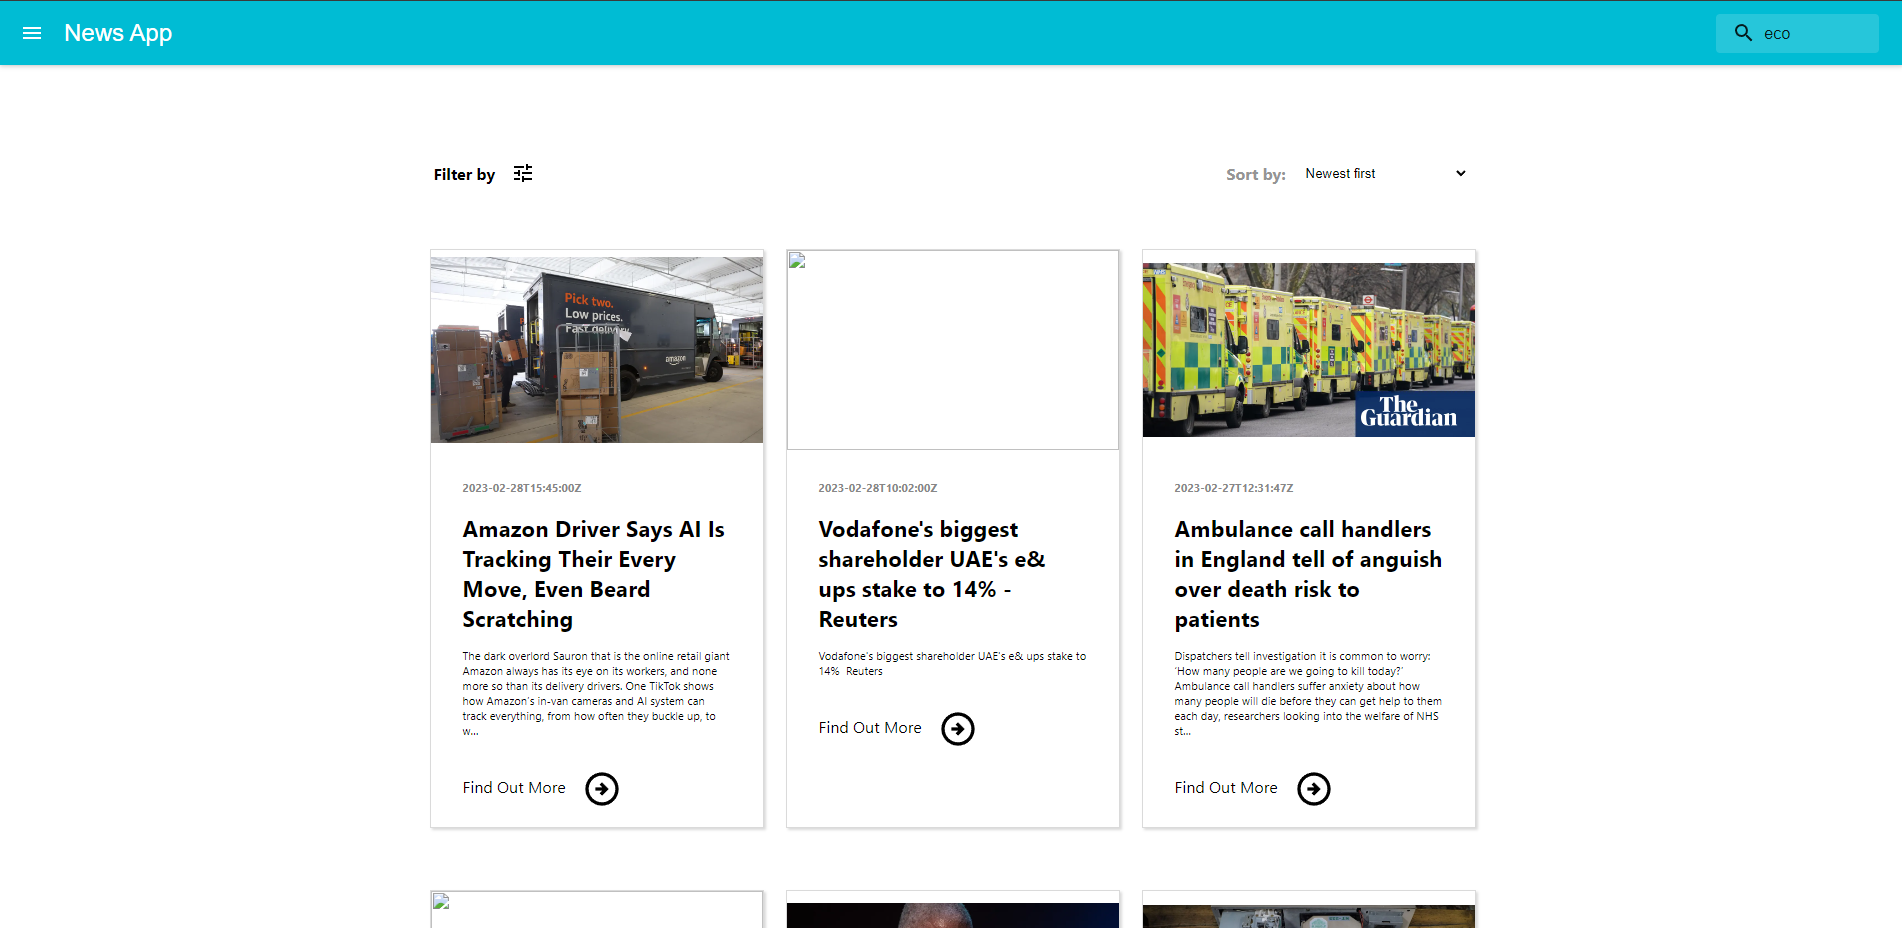 News App
eco
Filter by
Sort by: Newest first
Pick two.
Low prices.
Fast delivery
amazon
The
Guardian
2023-02-28T15:45:00Z
Amazon Driver Says AI Is
Tracking Their Every
Move, Even Beard
Scratching
The dark overlord Sauron that is the online retail giant
Amazon always has its eye on its workers, and none
more so than its delivery drivers. One TikTok shows
how Amazon's in-van cameras and AI system can
track everything, from how often they buckle up, to
w...
Find Out More
2023-02-28T10:02:00Z
Vodafone's biggest
shareholder UAE's e&
ups stake to 14% -
Reuters
Vodafone's biggest shareholder UAE's e& ups stake to
14%  Reuters
Find Out More
2023-02-27T12:31:47Z
Ambulance call handlers
in England tell of anguish
over death risk to
patients
Dispatchers tell investigation it is common to worry:
‘How many people are we going to kill today?’
Ambulance call handlers suffer anxiety about how
many people will die before they can get help to them
each day, researchers looking into the welfare of NHS
st...
Find Out More